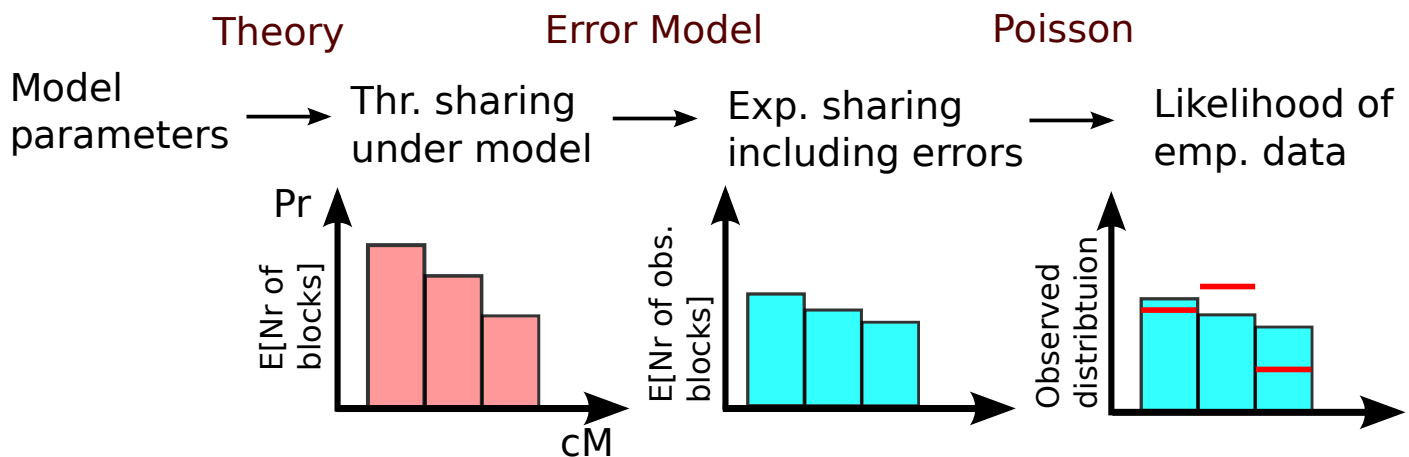 Theory
Error Model
Poisson
Model
parameters
Thr. sharing
under model
Exp. sharing
including errors
Likelihood of
emp. data
Pr
E[Nr of
blocks]
cM
E[Nr of obs.
blocks]
Observed
distribtuion